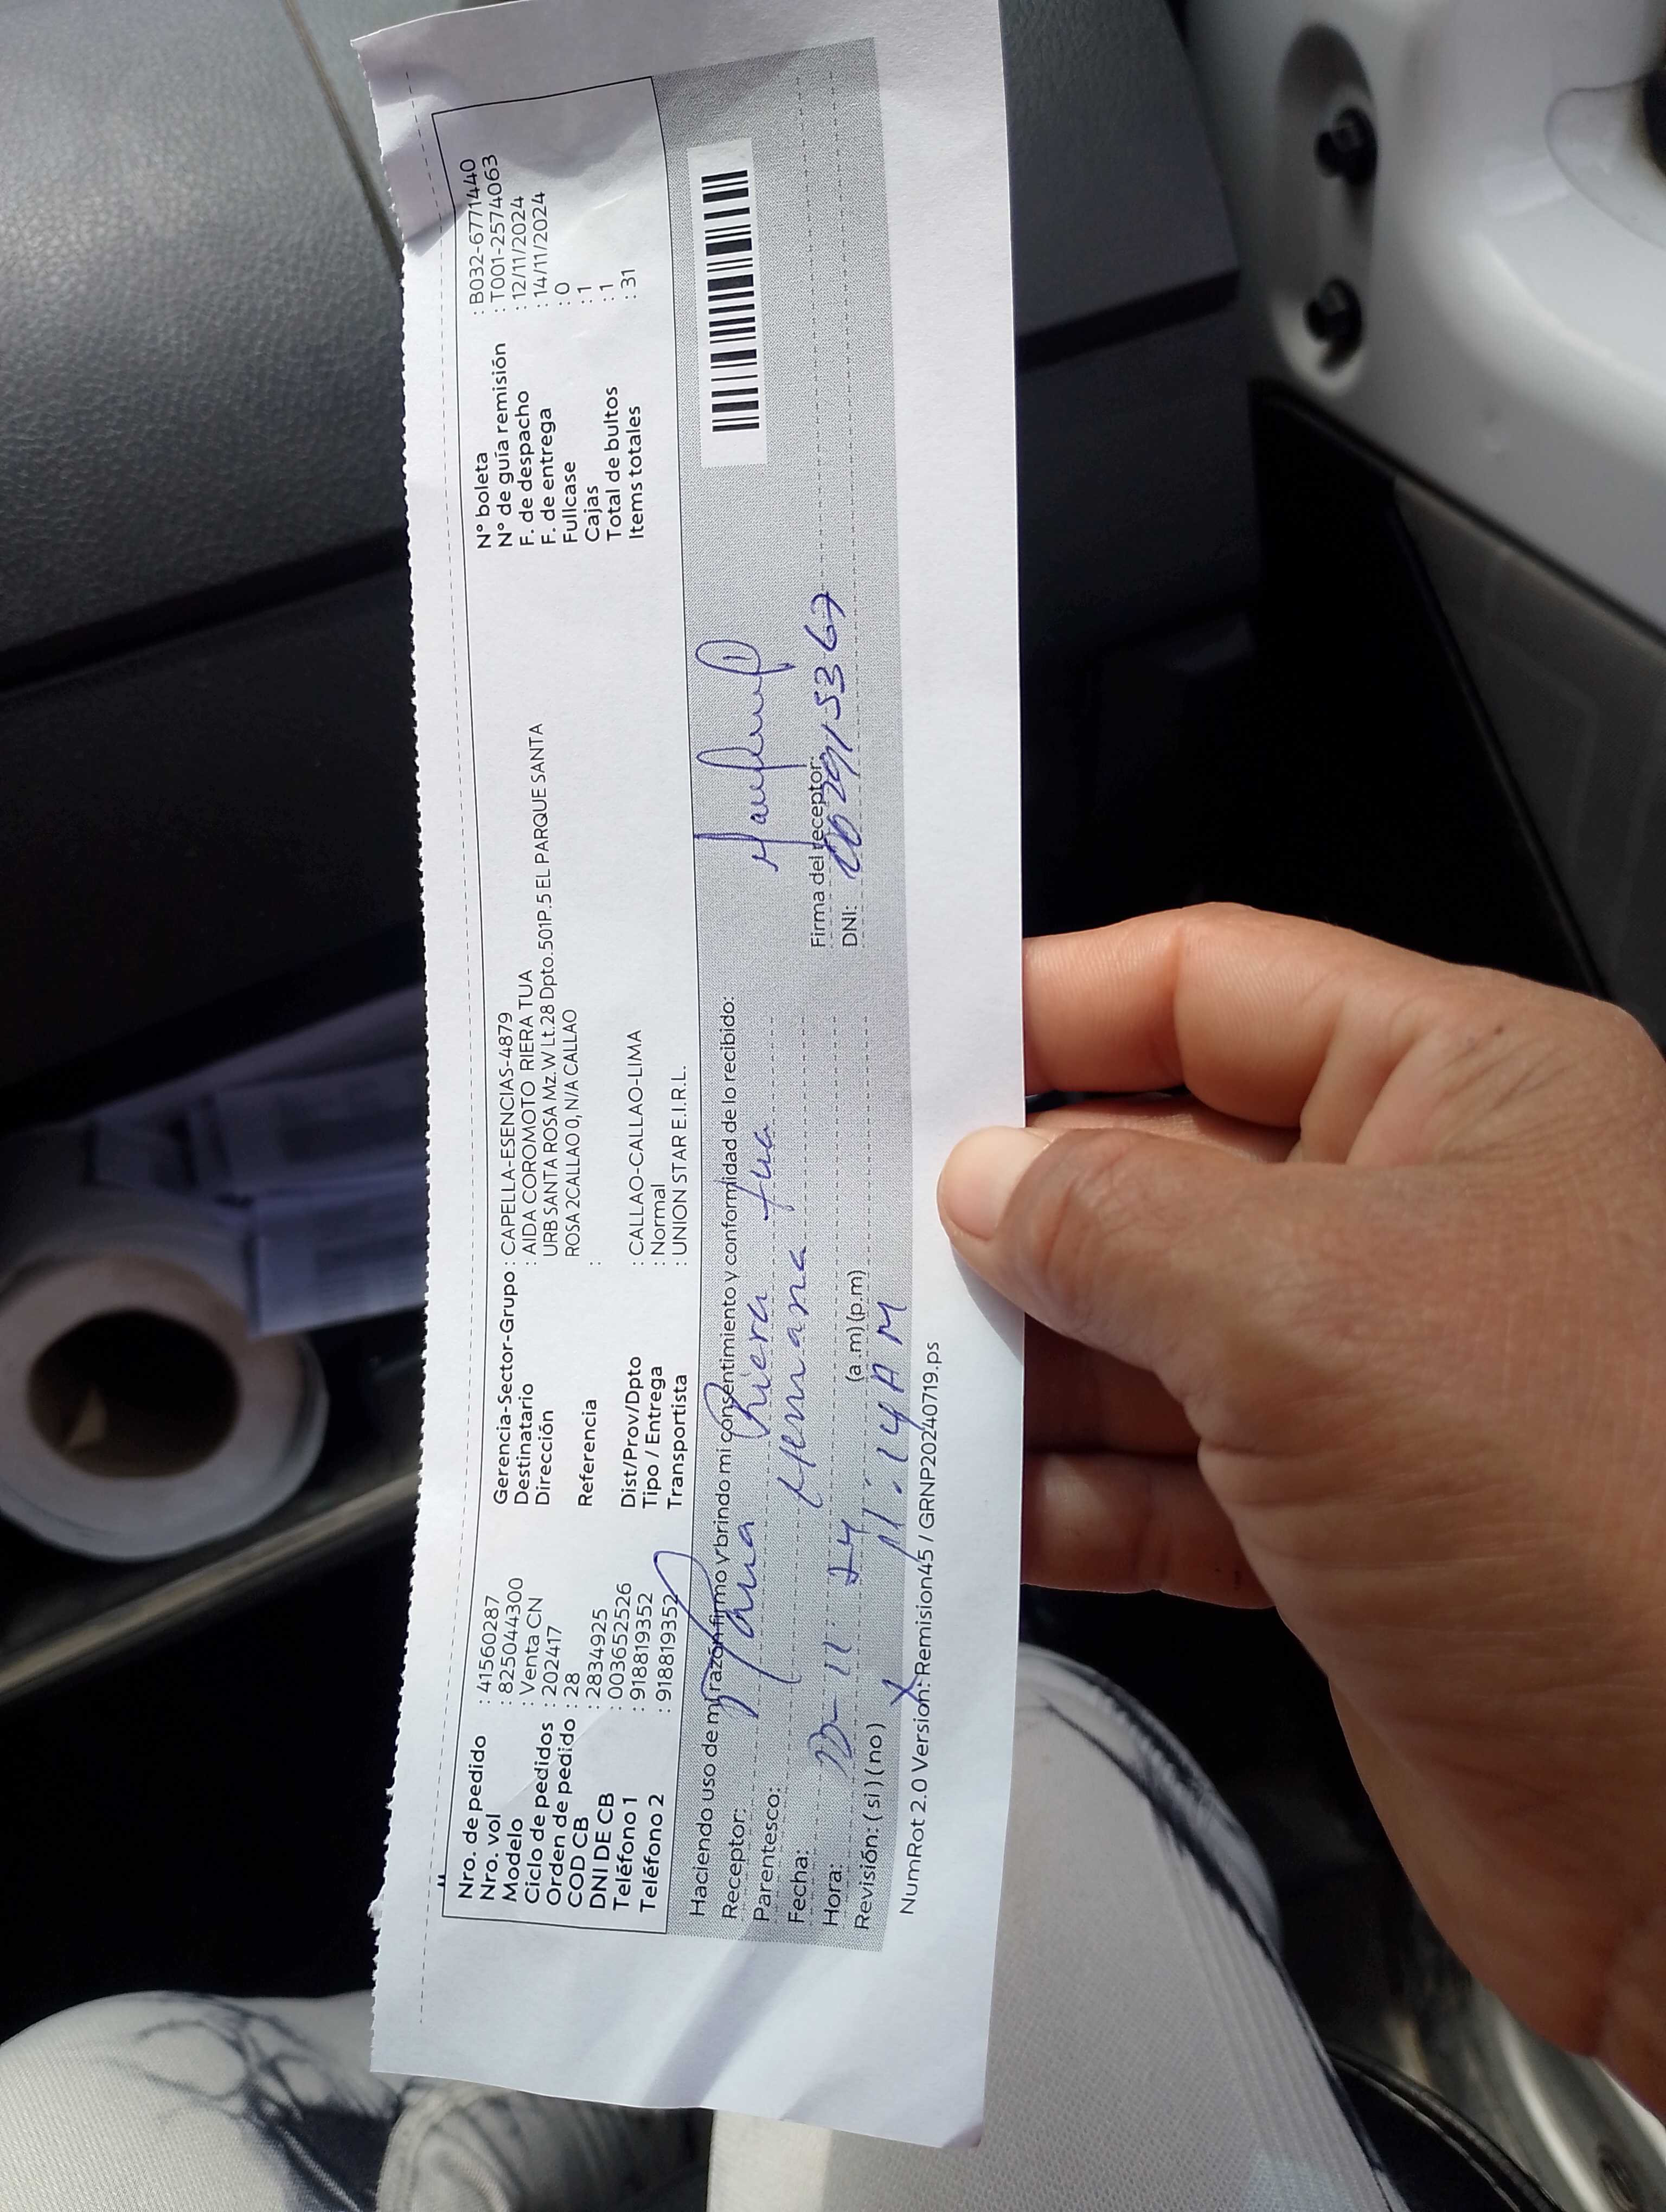 Nro. de pedido : 41560287
Nro. vol : 8250444300
Modelo : Venta CN
Ciclo de pedidos : 202417
Orden de pedido : 28
COD CB : 2834925
DNI DE CB : 003652526
Teléfono 1 : 918819352
Teléfono 2 : 918819352
Gerencia-Sector-Grupo : CAPELLA-ESENCIAS-4879
Destinatario : AIDA COROMOTO RIERA TUA
Dirección URB SANTA ROSA Mz.W Lt.28 Dpto.501P.5 EL PARQUE SANTA
ROSA 2CALLAO 0, N/A CALLAO
Referencia :
Dist/Prov/Dpto : CALLAO-CALLAO-LIMA
Tipo / Entrega : Normal
Transportista : UNION STAR E.I.R.L.
N° boleta : B032-6771440
N° de guía remisión : T001-2574063
F. de despacho : 12/11/2024
F. de entrega : 14/11/2024
Fullcase : 0
Cajas : 1
Total de bultos : 1
Items totales : 31
Haciendo uso de mi razón firmo y brindo mi consentimiento y conformidad de lo recibido:
Receptor: Riera Tua
Parentesco: Hermana
Fecha: 13-11-24
Hora: 11:14 AM (a.m) (p.m)
Revisión: (si) (no) X
Firma del receptor:
DNI:
NumRot 2.0 Version: Remision45 / GRNP20240719.ps